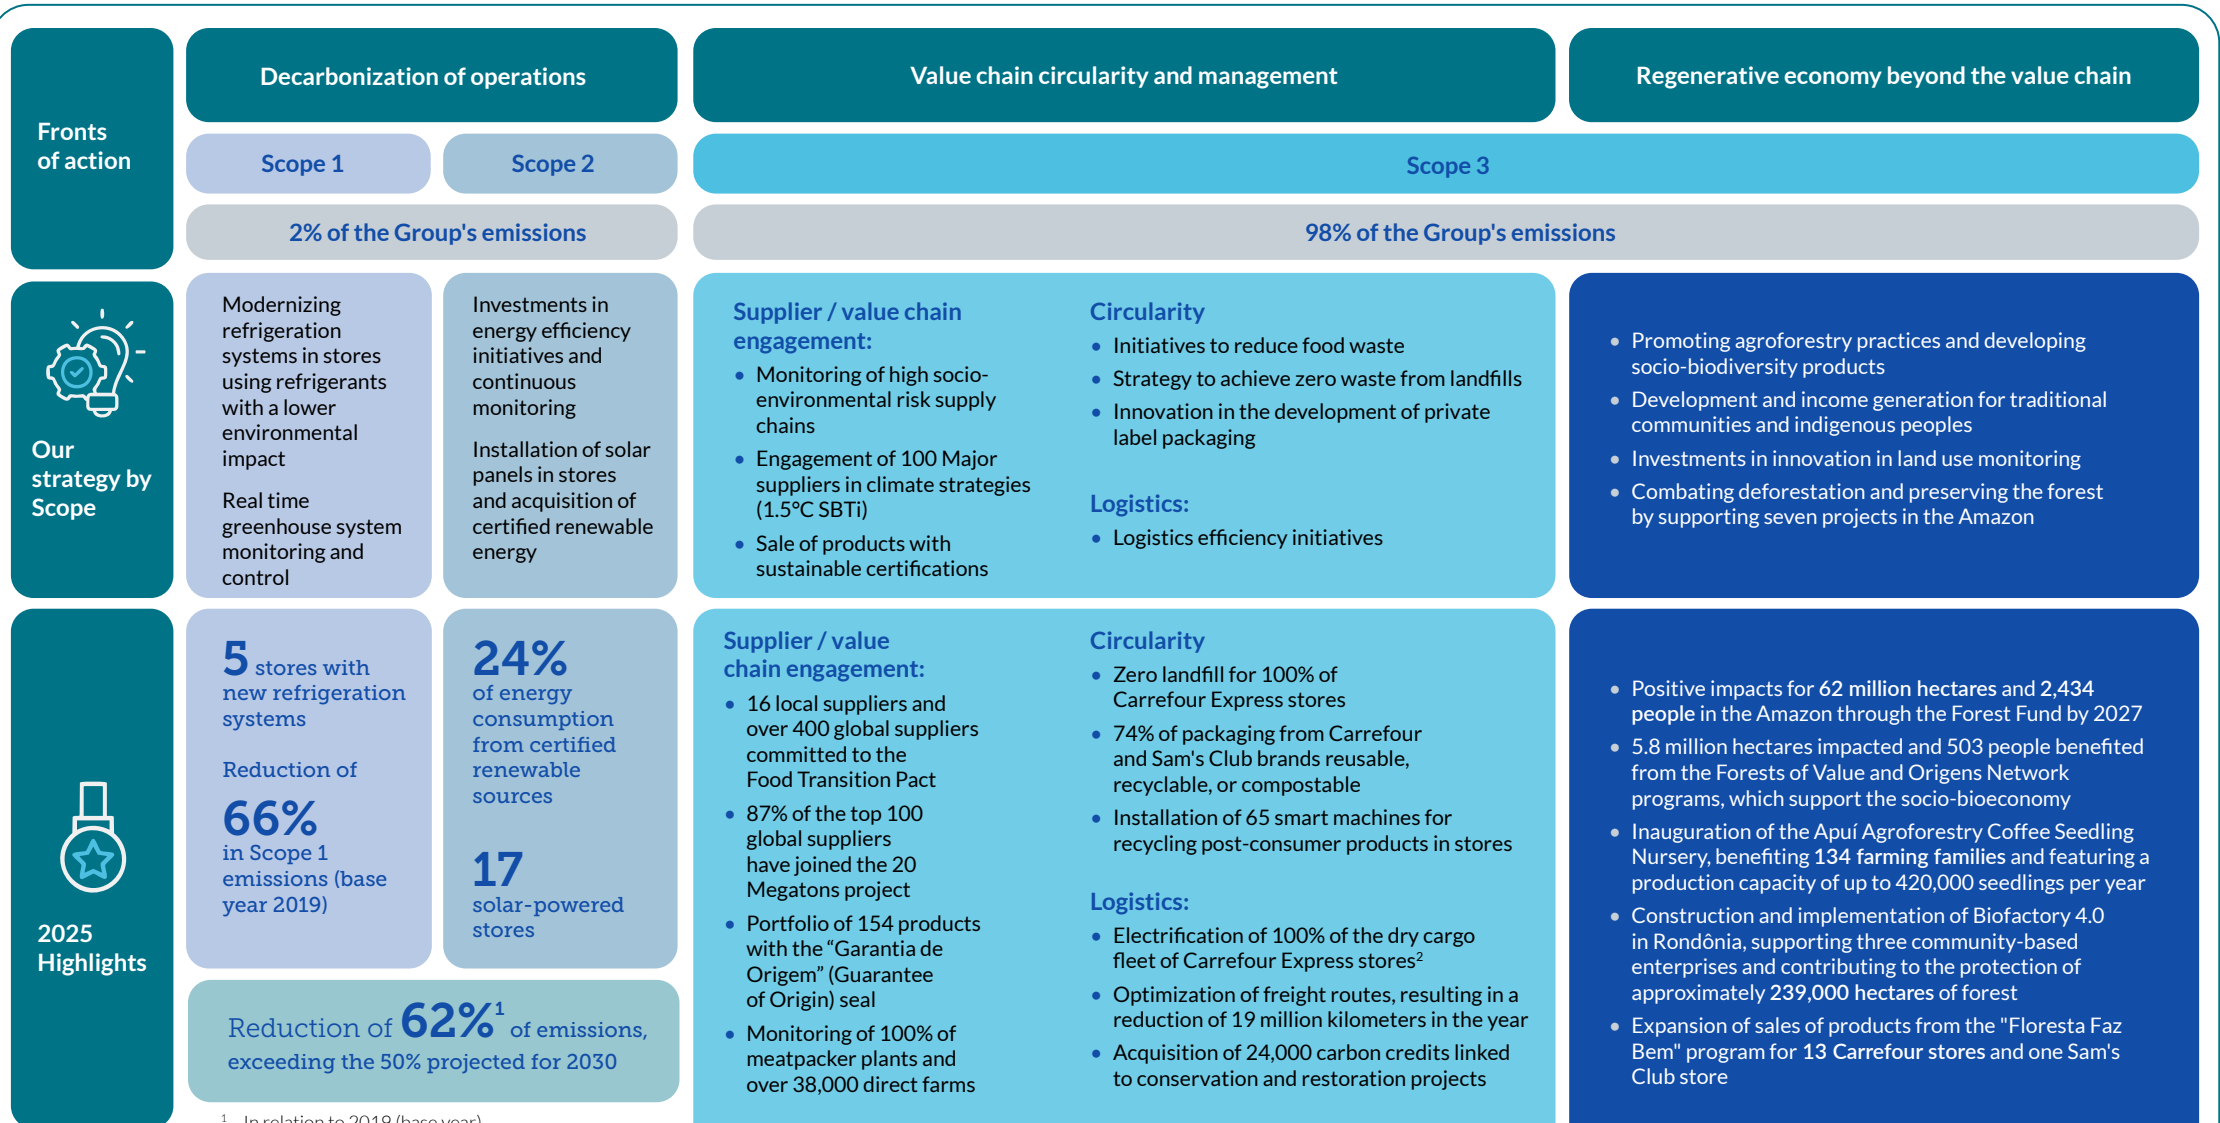 Fronts
of action
Decarbonization of operations
Value chain circularity and management
Regenerative economy beyond the value chain
Scope 1
Scope 2
Scope 3
2% of the Group's emissions
98% of the Group's emissions
Our
strategy by
Scope
Modernizing
refrigeration
systems in stores
using refrigerants
with a lower
environmental
impact
Real time
greenhouse system
monitoring and
control
Investments in
energy efficiency
initiatives and
continuous
monitoring
Installation of solar
panels in stores
and acquisition of
certified renewable
energy
Supplier / value chain
engagement:
• Monitoring of high socio-
environmental risk supply
chains
• Engagement of 100 Major
suppliers in climate strategies
(1.5°C SBTi)
• Sale of products with
sustainable certifications
Circularity
• Initiatives to reduce food waste
• Strategy to achieve zero waste from landfills
• Innovation in the development of private
label packaging
Logistics:
• Logistics efficiency initiatives
• Promoting agroforestry practices and developing
socio-biodiversity products
• Development and income generation for traditional
communities and indigenous peoples
• Investments in innovation in land use monitoring
• Combating deforestation and preserving the forest
by supporting seven projects in the Amazon
2025
Highlights
5 stores with
new refrigeration
systems
Reduction of
66%
in Scope 1
emissions (base
year 2019)
24%
of energy
consumption
from certified
renewable
sources
17
solar-powered
stores
Reduction of 62%¹ of emissions,
exceeding the 50% projected for 2030
¹ In relation to 2019 (base year)
Supplier / value
chain engagement:
• 16 local suppliers and
over 400 global suppliers
committed to the
Food Transition Pact
• 87% of the top 100
global suppliers
have joined the 20
Megatons project
• Portfolio of 154 products
with the “Garantia de
Origem” (Guarantee
of Origin) seal
• Monitoring of 100% of
meatpacker plants and
over 38,000 direct farms
Circularity
• Zero landfill for 100% of
Carrefour Express stores
• 74% of packaging from Carrefour
and Sam's Club brands reusable,
recyclable, or compostable
• Installation of 65 smart machines for
recycling post-consumer products in stores
Logistics:
• Electrification of 100% of the dry cargo
fleet of Carrefour Express stores²
• Optimization of freight routes, resulting in a
reduction of 19 million kilometers in the year
• Acquisition of 24,000 carbon credits linked
to conservation and restoration projects
• Positive impacts for 62 million hectares and 2,434
people in the Amazon through the Forest Fund by 2027
• 5.8 million hectares impacted and 503 people benefited
from the Forests of Value and Origens Network
programs, which support the socio-bioeconomy
• Inauguration of the Apuí Agroforestry Coffee Seedling
Nursery, benefiting 134 farming families and featuring a
production capacity of up to 420,000 seedlings per year
• Construction and implementation of Biofactory 4.0
in Rondônia, supporting three community-based
enterprises and contributing to the protection of
approximately 239,000 hectares of forest
• Expansion of sales of products from the "Floresta Faz
Bem" program for 13 Carrefour stores and one Sam's
Club store